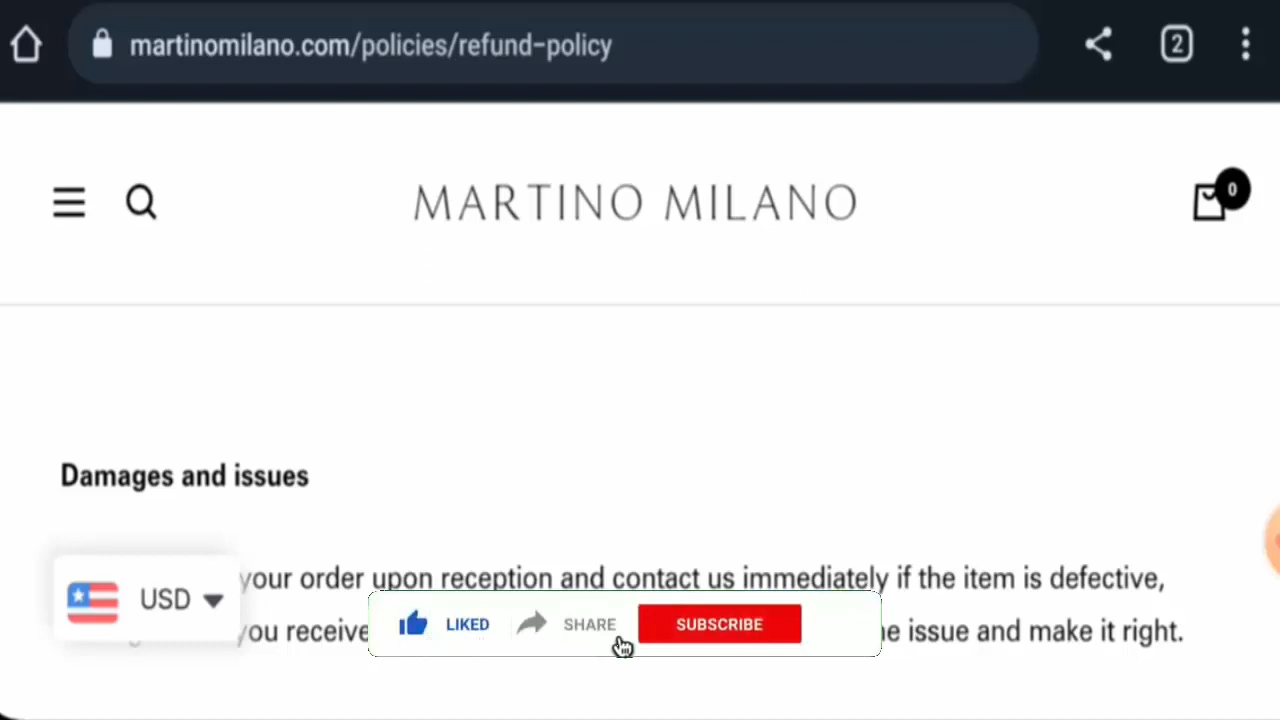 martinomilano.com/policies/refund-policy
2
MARTINO MILANO
0
Damages and issues
your order upon reception and contact us immediately if the item is defective,
USD
LIKED SHARE SUBSCRIBE
you receive
issue and make it right.